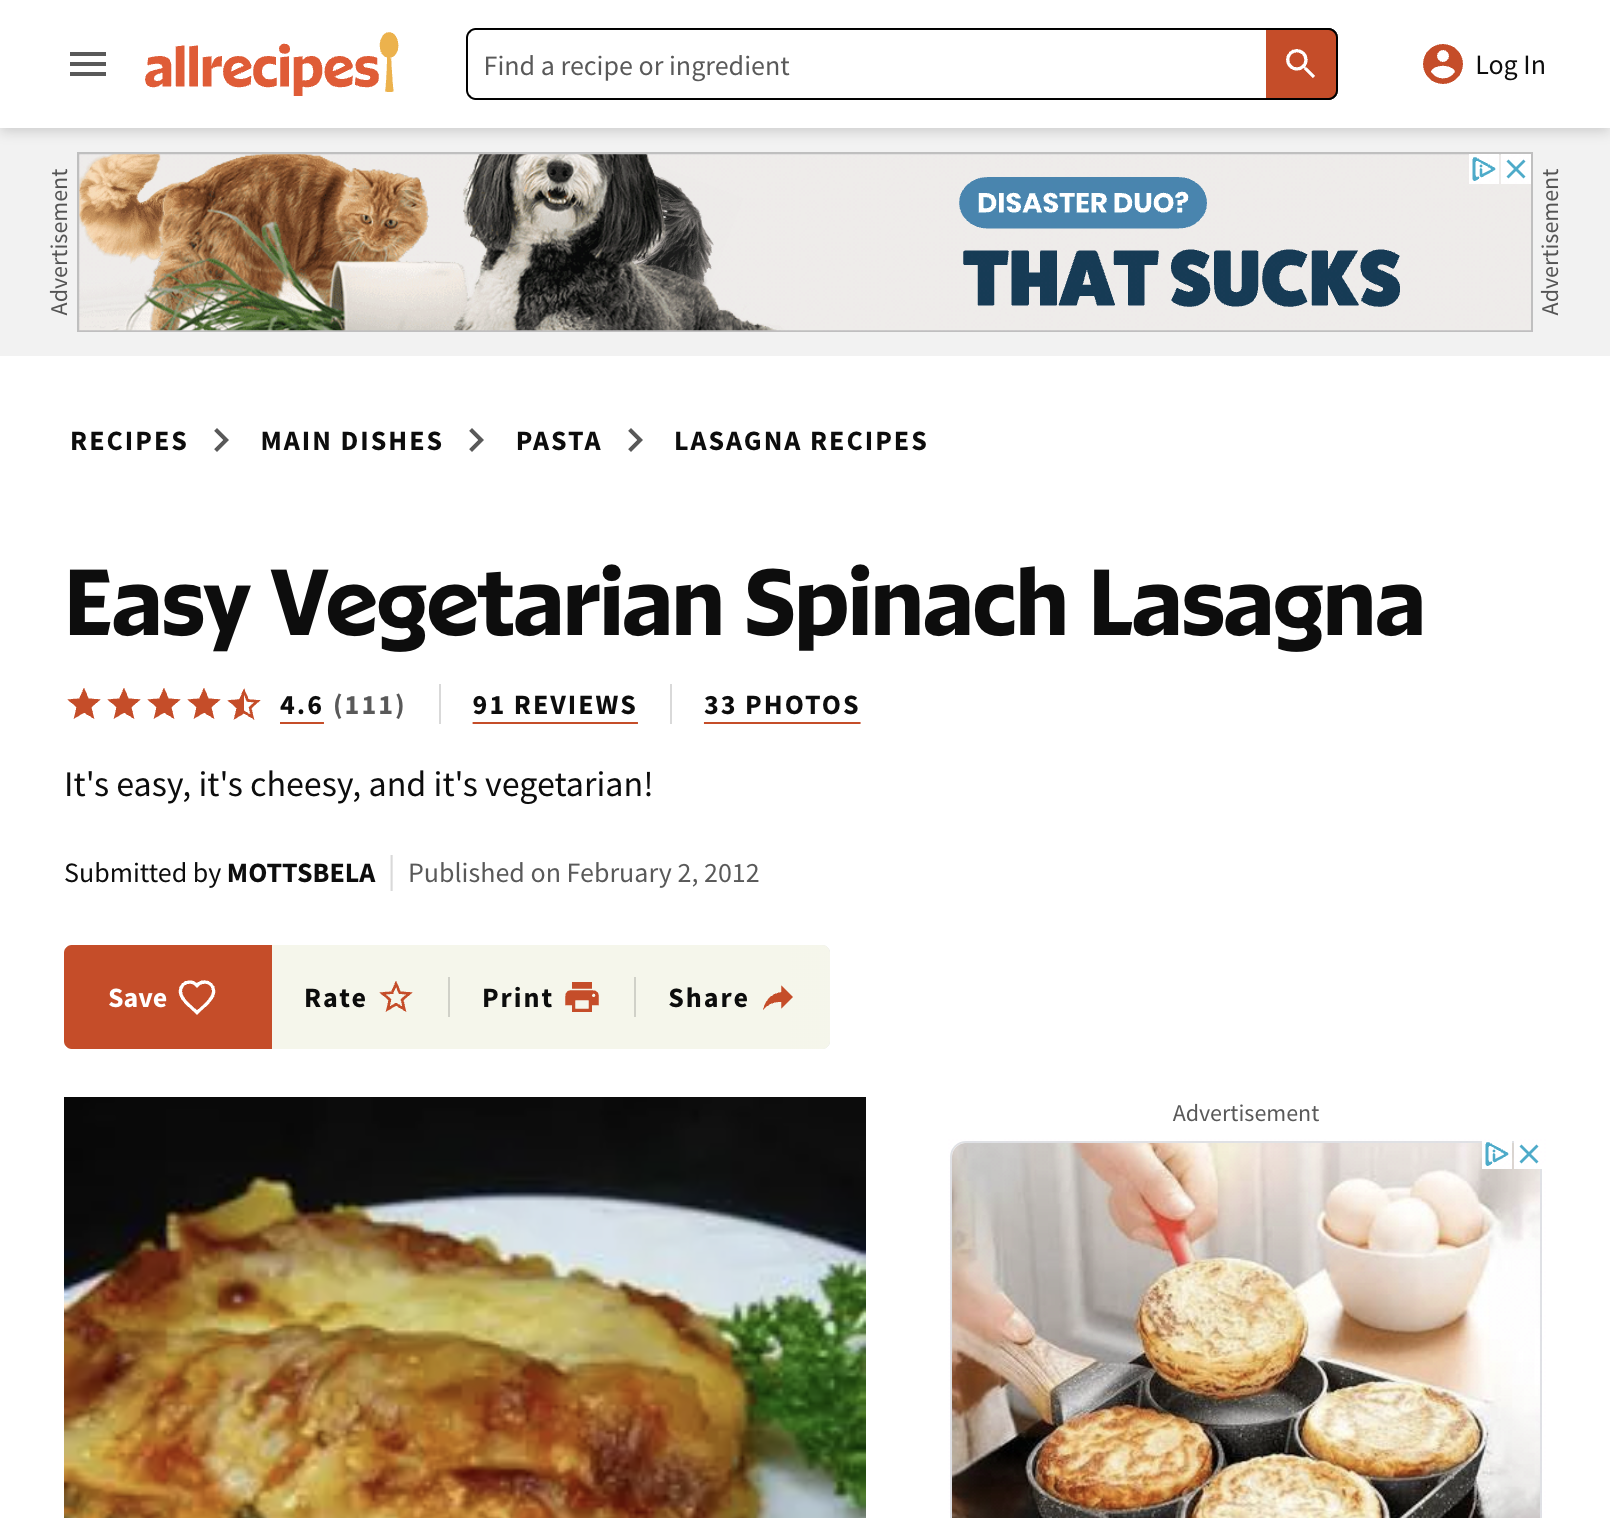 allrecipes
Find a recipe or ingredient
Log In
Advertisement
DISASTER DUO?
THAT SUCKS
Advertisement
RECIPES
MAIN DISHES
PASTA
LASAGNA RECIPES
Easy Vegetarian Spinach Lasagna
4.6 (111)
91 REVIEWS
33 PHOTOS
It's easy, it's cheesy, and it's vegetarian!
Submitted by MOTTSBELA
Published on February 2, 2012
Save
Rate
Print
Share
Advertisement